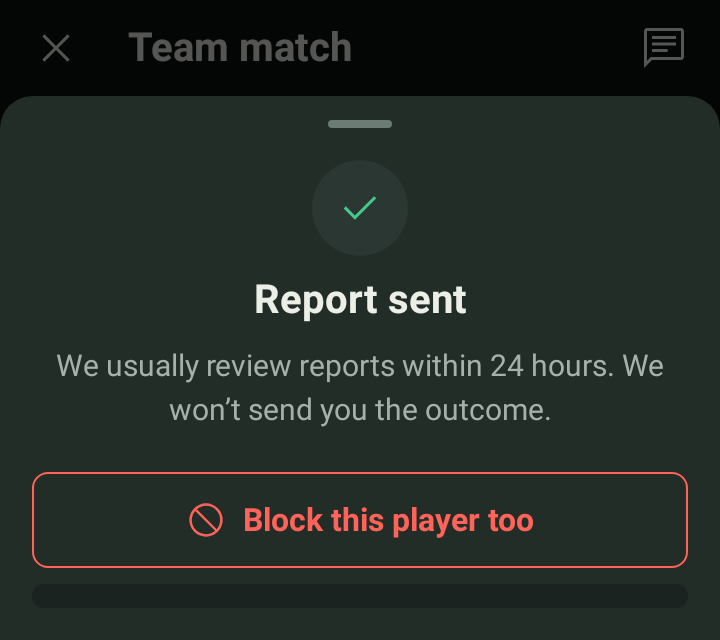 Team match
Report sent
We usually review reports within 24 hours. We
won’t send you the outcome.
Block this player too